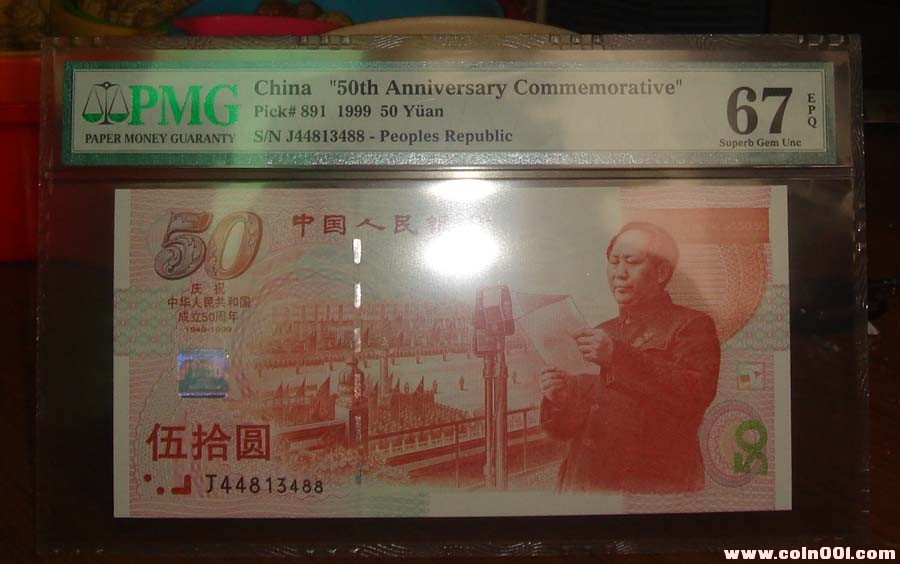 PMG
PAPER MONEY GUARANTY
China "50th Anniversary Commemorative"
Pick# 891 1999 50 Yüan
S/N J44813488 - Peoples Republic
67
EPQ
Superb Gem Unc
50
中国人民
庆祝
中华人民共和国
成立50周年
1949-1999
伍拾圆
J44813488
50
www.coin001.com